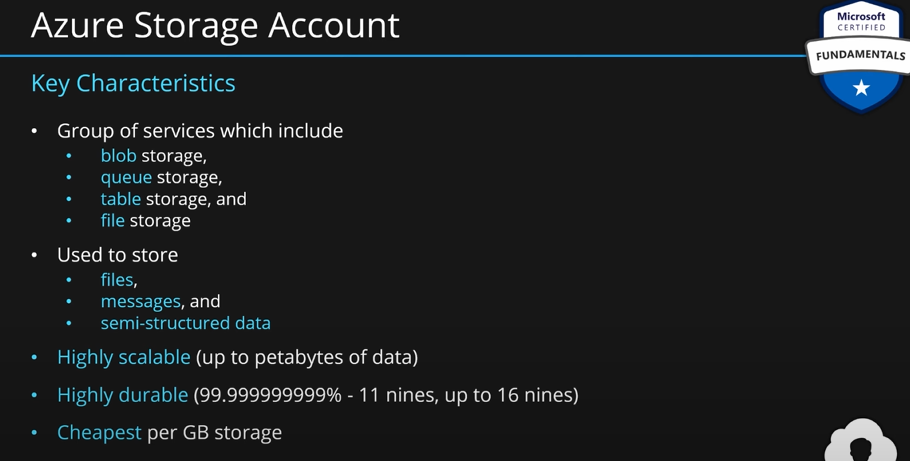 Azure Storage Account
Microsoft
CERTIFIED
FUNDAMENTALS
Key Characteristics
• Group of services which include
• blob storage,
• queue storage,
• table storage, and
• file storage
• Used to store
• files,
• messages, and
• semi-structured data
• Highly scalable (up to petabytes of data)
• Highly durable (99.999999999% - 11 nines, up to 16 nines)
• Cheapest per GB storage